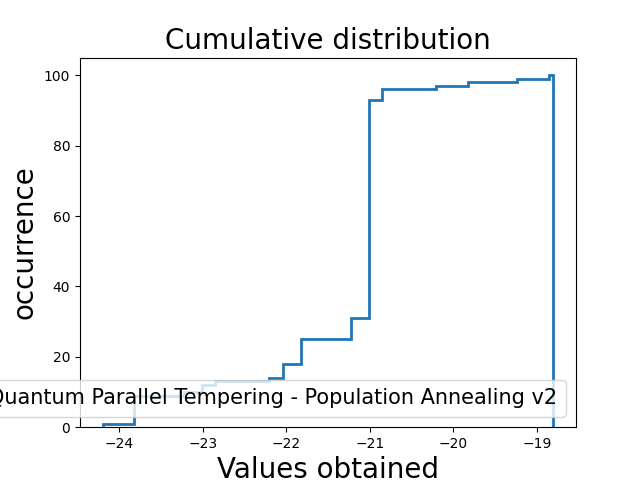 Cumulative distribution
occurrence
100
80
60
40
20
0
Quantum Parallel Tempering - Population Annealing v2
−24 −23 −22 −21 −20 −19
Values obtained